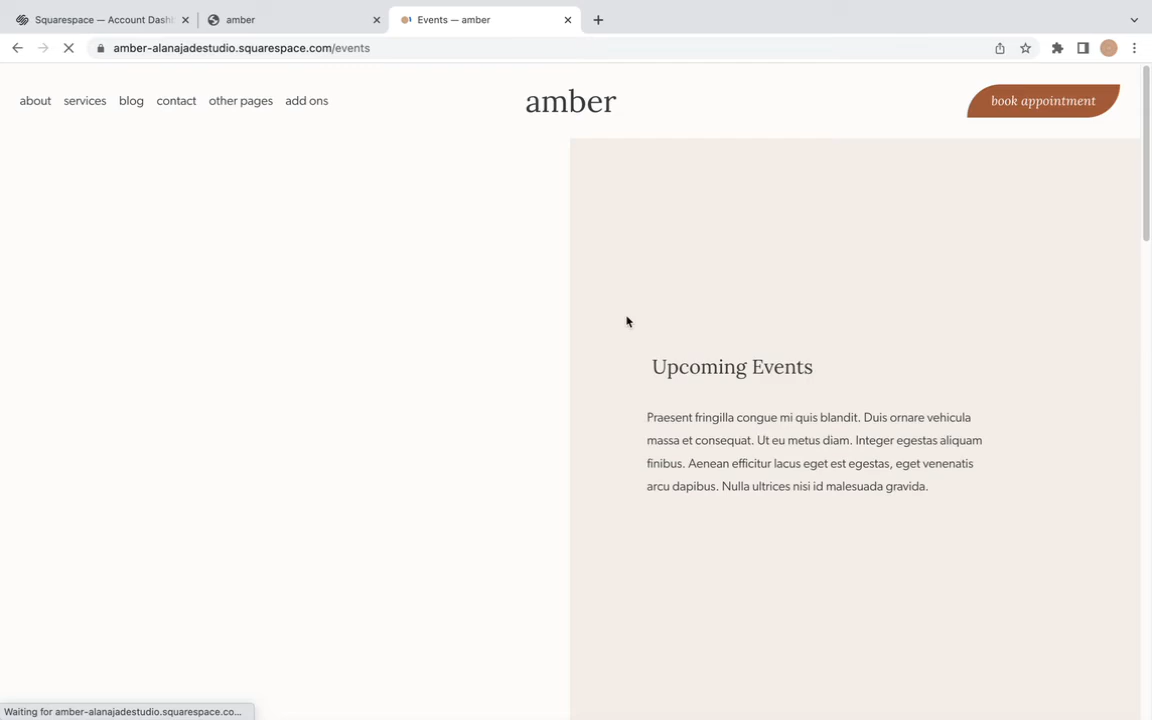 Squarespace — Account Dash
amber
Events — amber
amber-alanajadestudio.squarespace.com/events
about services blog contact other pages add ons
amber
book appointment
Upcoming Events
Praesent fringilla congue mi quis blandit. Duis ornare vehicula
massa et consequat. Ut eu metus diam. Integer egestas aliquam
finibus. Aenean efficitur lacus eget est egestas, eget venenatis
arcu dapibus. Nulla ultrices nisi id malesuada gravida.
Waiting for amber-alanajadestudio.squarespace.co...